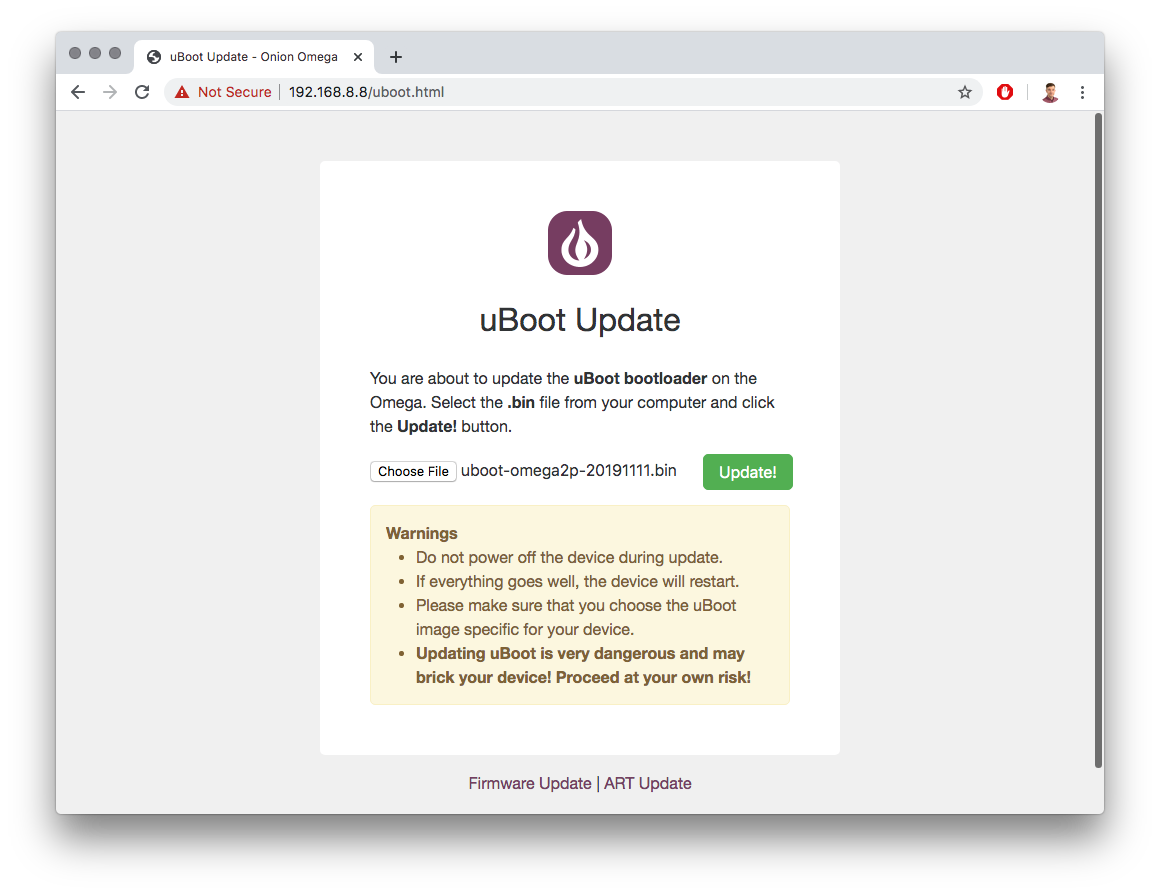 uBoot Update - Onion Omega
Not Secure 192.168.8.8/uboot.html
uBoot Update
You are about to update the uBoot bootloader on the
Omega. Select the .bin file from your computer and click
the Update! button.
Choose File uboot-omega2p-20191111.bin Update!
Warnings
• Do not power off the device during update.
• If everything goes well, the device will restart.
• Please make sure that you choose the uBoot
image specific for your device.
• Updating uBoot is very dangerous and may
brick your device! Proceed at your own risk!
Firmware Update | ART Update